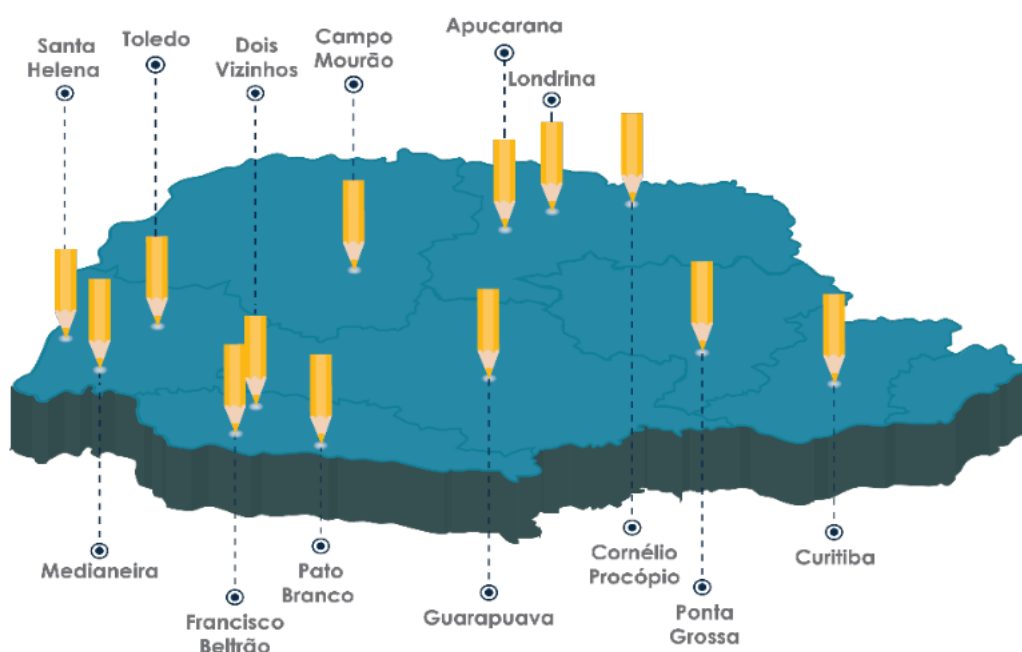 Santa
Helena
Toledo
Dois
Vizinhos
Campo
Mourão
Apucarana
Londrina
Medianeira
Francisco
Beltrão
Pato
Branco
Guarapuava
Cornélio
Procópio
Ponta
Grossa
Curitiba